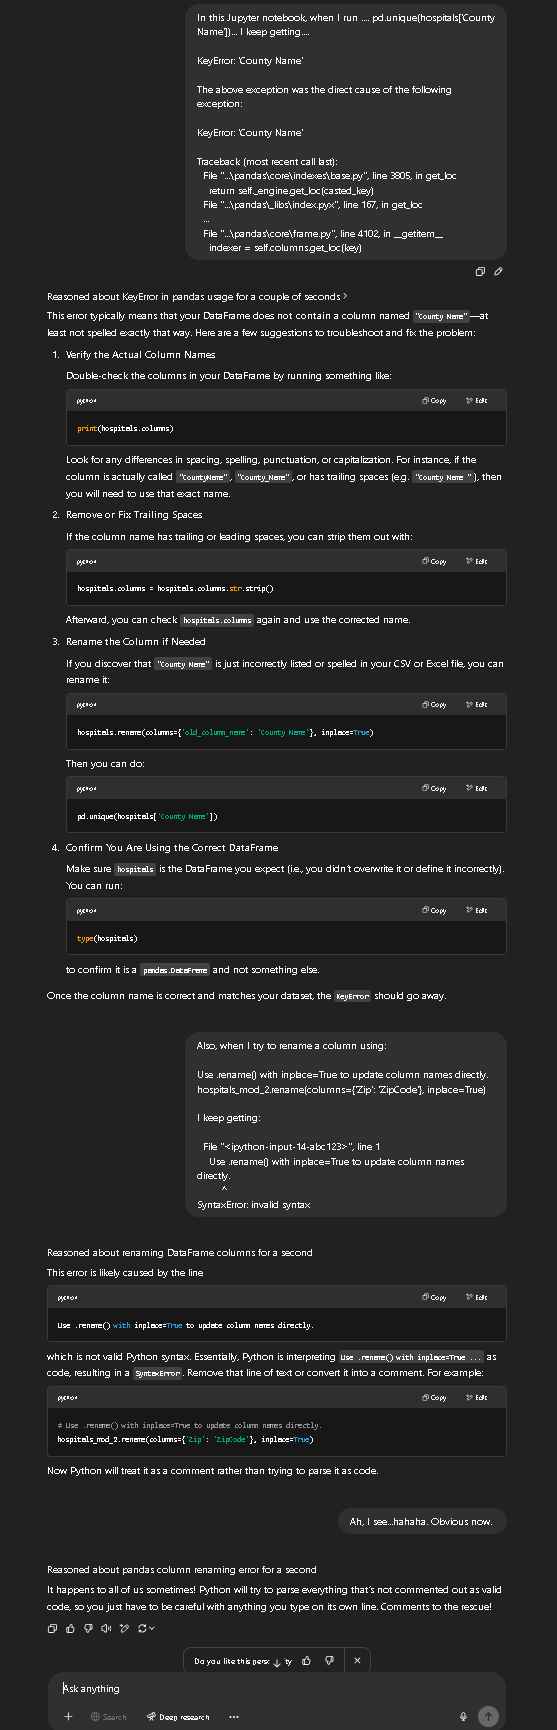 In this Jupyter notebook, when I run .... pd.unique(hospitals['County
Name'])... I keep getting....
KeyError: 'County Name'
The above exception was the direct cause of the following
exception:
KeyError: 'County Name'
Traceback (most recent call last):
File "...\pandas\core\indexes\base.py", line 3805, in get_loc
return self._engine.get_loc(casted_key)
File "...\pandas\_libs\index.pyx", line 167, in get_loc
...
File "...\pandas\core\frame.py", line 4102, in __getitem__
indexer = self.columns.get_loc(key)
Reasoned about KeyError in pandas usage for a couple of seconds >
This error typically means that your DataFrame does not contain a column named "County Name"—at
least not spelled exactly that way. Here are a few suggestions to troubleshoot and fix the problem:
1. Verify the Actual Column Names
Double-check the columns in your DataFrame by running something like:
python Copy Edit
print(hospitals.columns)
Look for any differences in spacing, spelling, punctuation, or capitalization. For instance, if the
column is actually called "CountyName", "County_Name", or has trailing spaces (e.g. "County Name "), then
you will need to use that exact name.
2. Remove or Fix Trailing Spaces
If the column name has trailing or leading spaces, you can strip them out with:
python Copy Edit
hospitals.columns = hospitals.columns.str.strip()
Afterward, you can check hospitals.columns again and use the corrected name.
3. Rename the Column if Needed
If you discover that "County Name" is just incorrectly listed or spelled in your CSV or Excel file, you can
rename it:
python Copy Edit
hospitals.rename(columns={'old_column_name': 'County Name'}, inplace=True)
Then you can do:
python Copy Edit
pd.unique(hospitals['County Name'])
4. Confirm You Are Using the Correct DataFrame
Make sure hospitals is the DataFrame you expect (i.e., you didn't overwrite it or define it incorrectly).
You can run:
python Copy Edit
type(hospitals)
to confirm it is a pandas.DataFrame and not something else.
Once the column name is correct and matches your dataset, the KeyError should go away.
Also, when I try to rename a column using:
Use .rename() with inplace=True to update column names directly.
hospitals_mod_2.rename(columns={'Zip': 'ZipCode'}, inplace=True)
I keep getting:
File "<ipython-input-14-abc123>", line 1
Use .rename() with inplace=True to update column names
directly.
^
SyntaxError: invalid syntax
Reasoned about renaming DataFrame columns for a second
This error is likely caused by the line
python Copy Edit
Use .rename() with inplace=True to update column names directly.
which is not valid Python syntax. Essentially, Python is interpreting Use .rename() with inplace=True ... as
code, resulting in a SyntaxError. Remove that line of text or convert it into a comment. For example:
python Copy Edit
# Use .rename() with inplace=True to update column names directly.
hospitals_mod_2.rename(columns={'Zip': 'ZipCode'}, inplace=True)
Now Python will treat it as a comment rather than trying to parse it as code.
Ah, I see...hahaha. Obvious now.
Reasoned about pandas column renaming error for a second
It happens to all of us sometimes! Python will try to parse everything that's not commented out as valid
code, so you just have to be careful with anything you type on its own line. Comments to the rescue!
Do you like this
Ask anything
+ Search Deep research ...